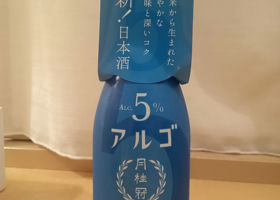 米から生まれた
やかな
味と深いコク
新！日本酒
ALC. 5%
アルゴ
月桂冠